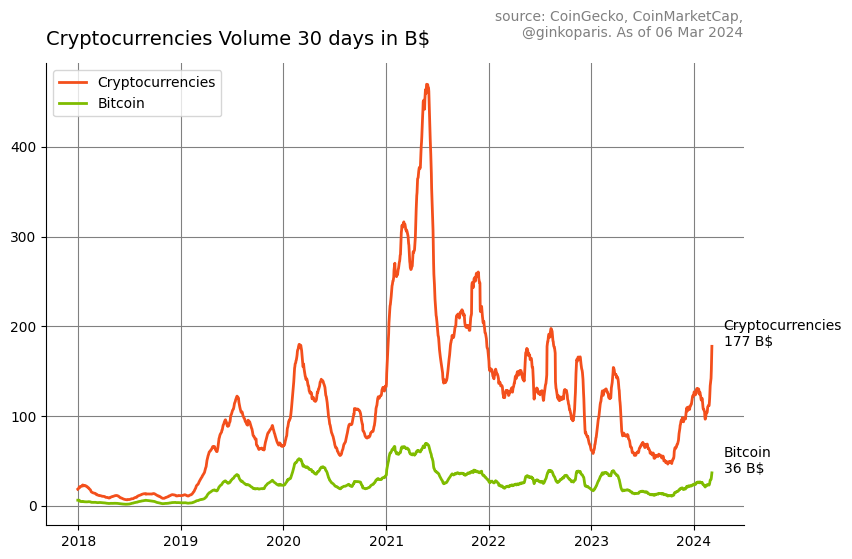 source: CoinGecko, CoinMarketCap,
@ginkoparis. As of 06 Mar 2024
Cryptocurrencies Volume 30 days in B$
Cryptocurrencies
Bitcoin
400
300
200
100
0
Cryptocurrencies
177 B$
Bitcoin
36 B$
2018 2019 2020 2021 2022 2023 2024